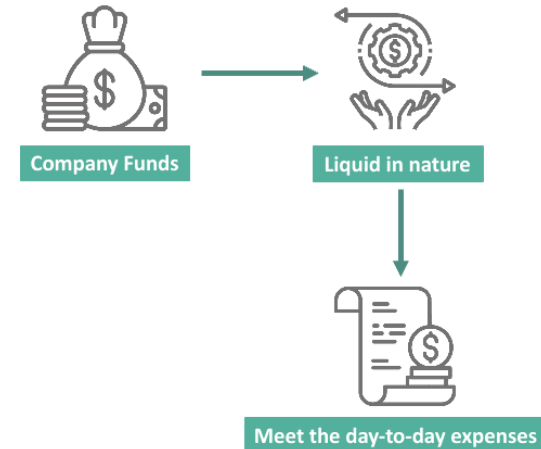 Company Funds
Liquid in nature
Meet the day-to-day expenses